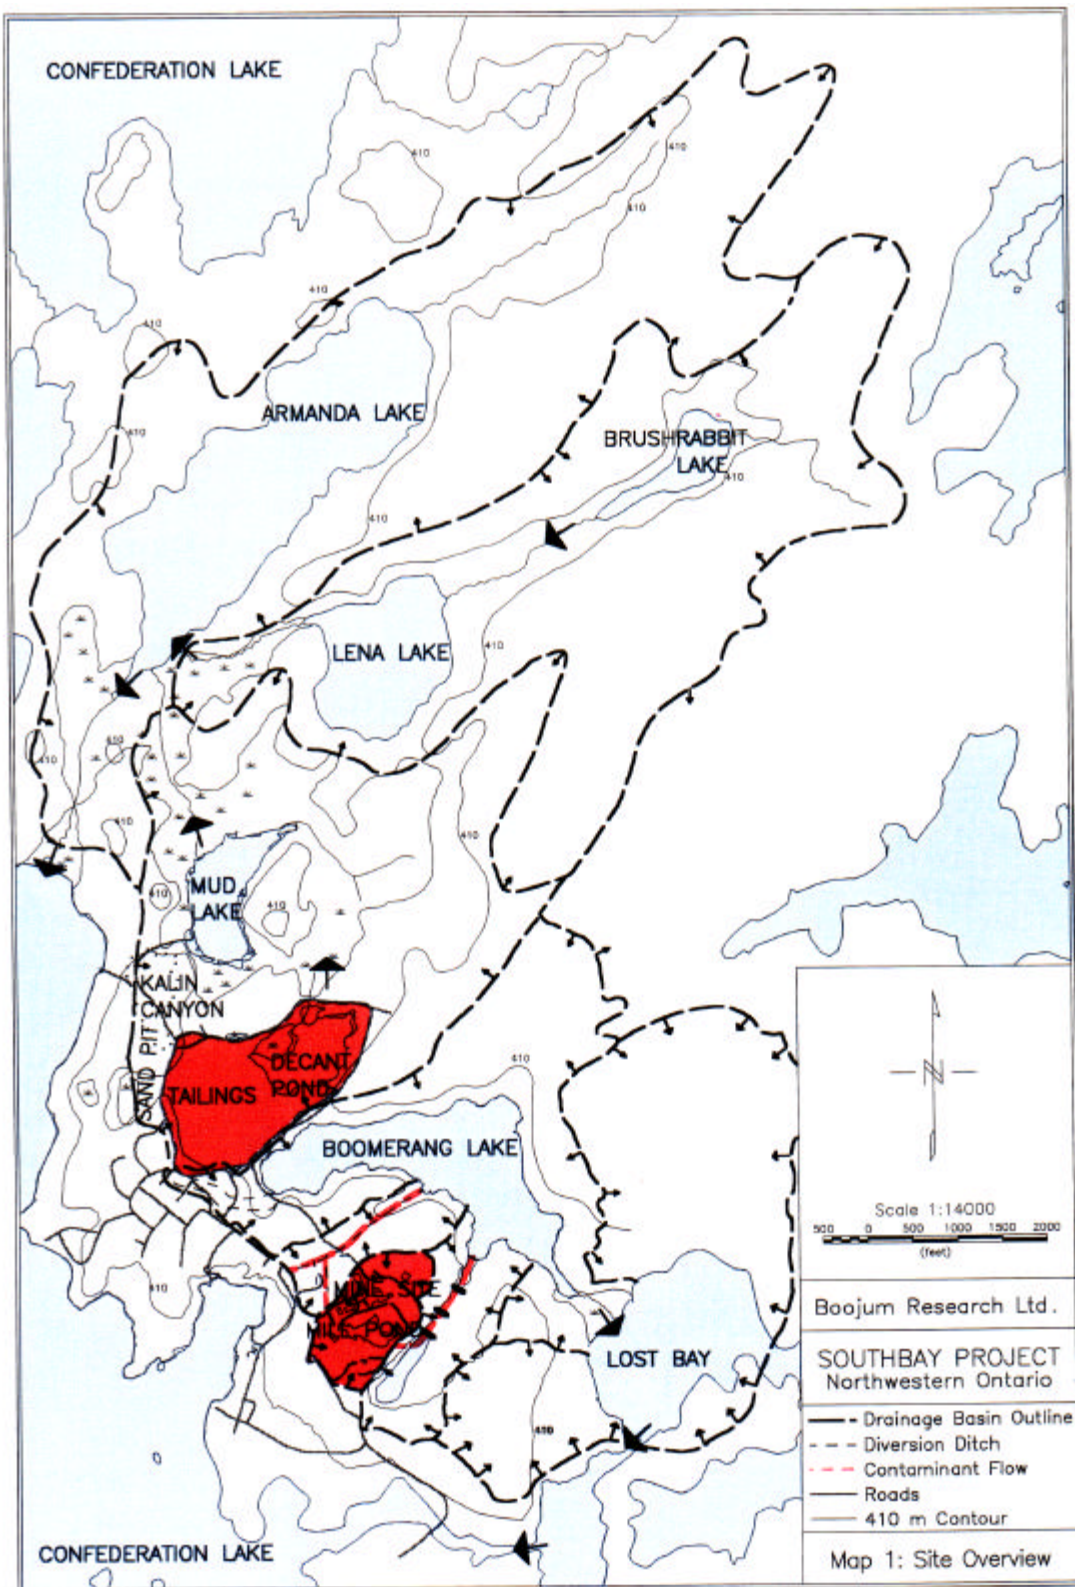 CONFEDERATION LAKE
410
410
410
410
410
ARMANDA LAKE
410
BRUSHRABBIT
LAKE
410
410
LENA LAKE
410
410
410
410
MUD
LAKE
410
410
KALIN
CANYON
SAND PIT
TAILINGS
DECANT
POND
410
BOOMERANG LAKE
410
MINE SITE
MILL POND
LOST BAY
410
CONFEDERATION LAKE
N
Scale 1:14000
500 0 500 1000 1500 2000
(feet)
Boojum Research Ltd.
SOUTHBAY PROJECT
Northwestern Ontario
Drainage Basin Outline
Diversion Ditch
Contaminant Flow
Roads
410 m Contour
Map 1: Site Overview